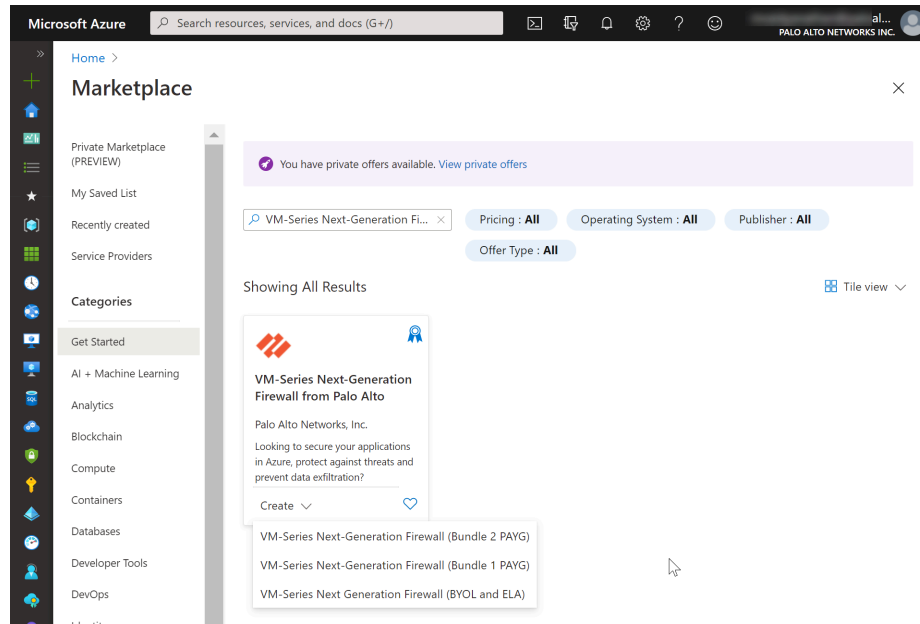 Microsoft Azure
Search resources, services, and docs (G+/)
al...
PALO ALTO NETWORKS INC.
Home >
Marketplace
Private Marketplace
(PREVIEW)
My Saved List
Recently created
Service Providers
Categories
Get Started
AI + Machine Learning
Analytics
Blockchain
Compute
Containers
Databases
Developer Tools
DevOps
You have private offers available. View private offers
VM-Series Next-Generation Fi...
Pricing : All
Operating System : All
Publisher : All
Offer Type : All
Showing All Results
Tile view
VM-Series Next-Generation
Firewall from Palo Alto
Palo Alto Networks, Inc.
Looking to secure your applications
in Azure, protect against threats and
prevent data exfiltration?
Create
VM-Series Next-Generation Firewall (Bundle 2 PAYG)
VM-Series Next-Generation Firewall (Bundle 1 PAYG)
VM-Series Next Generation Firewall (BYOL and ELA)